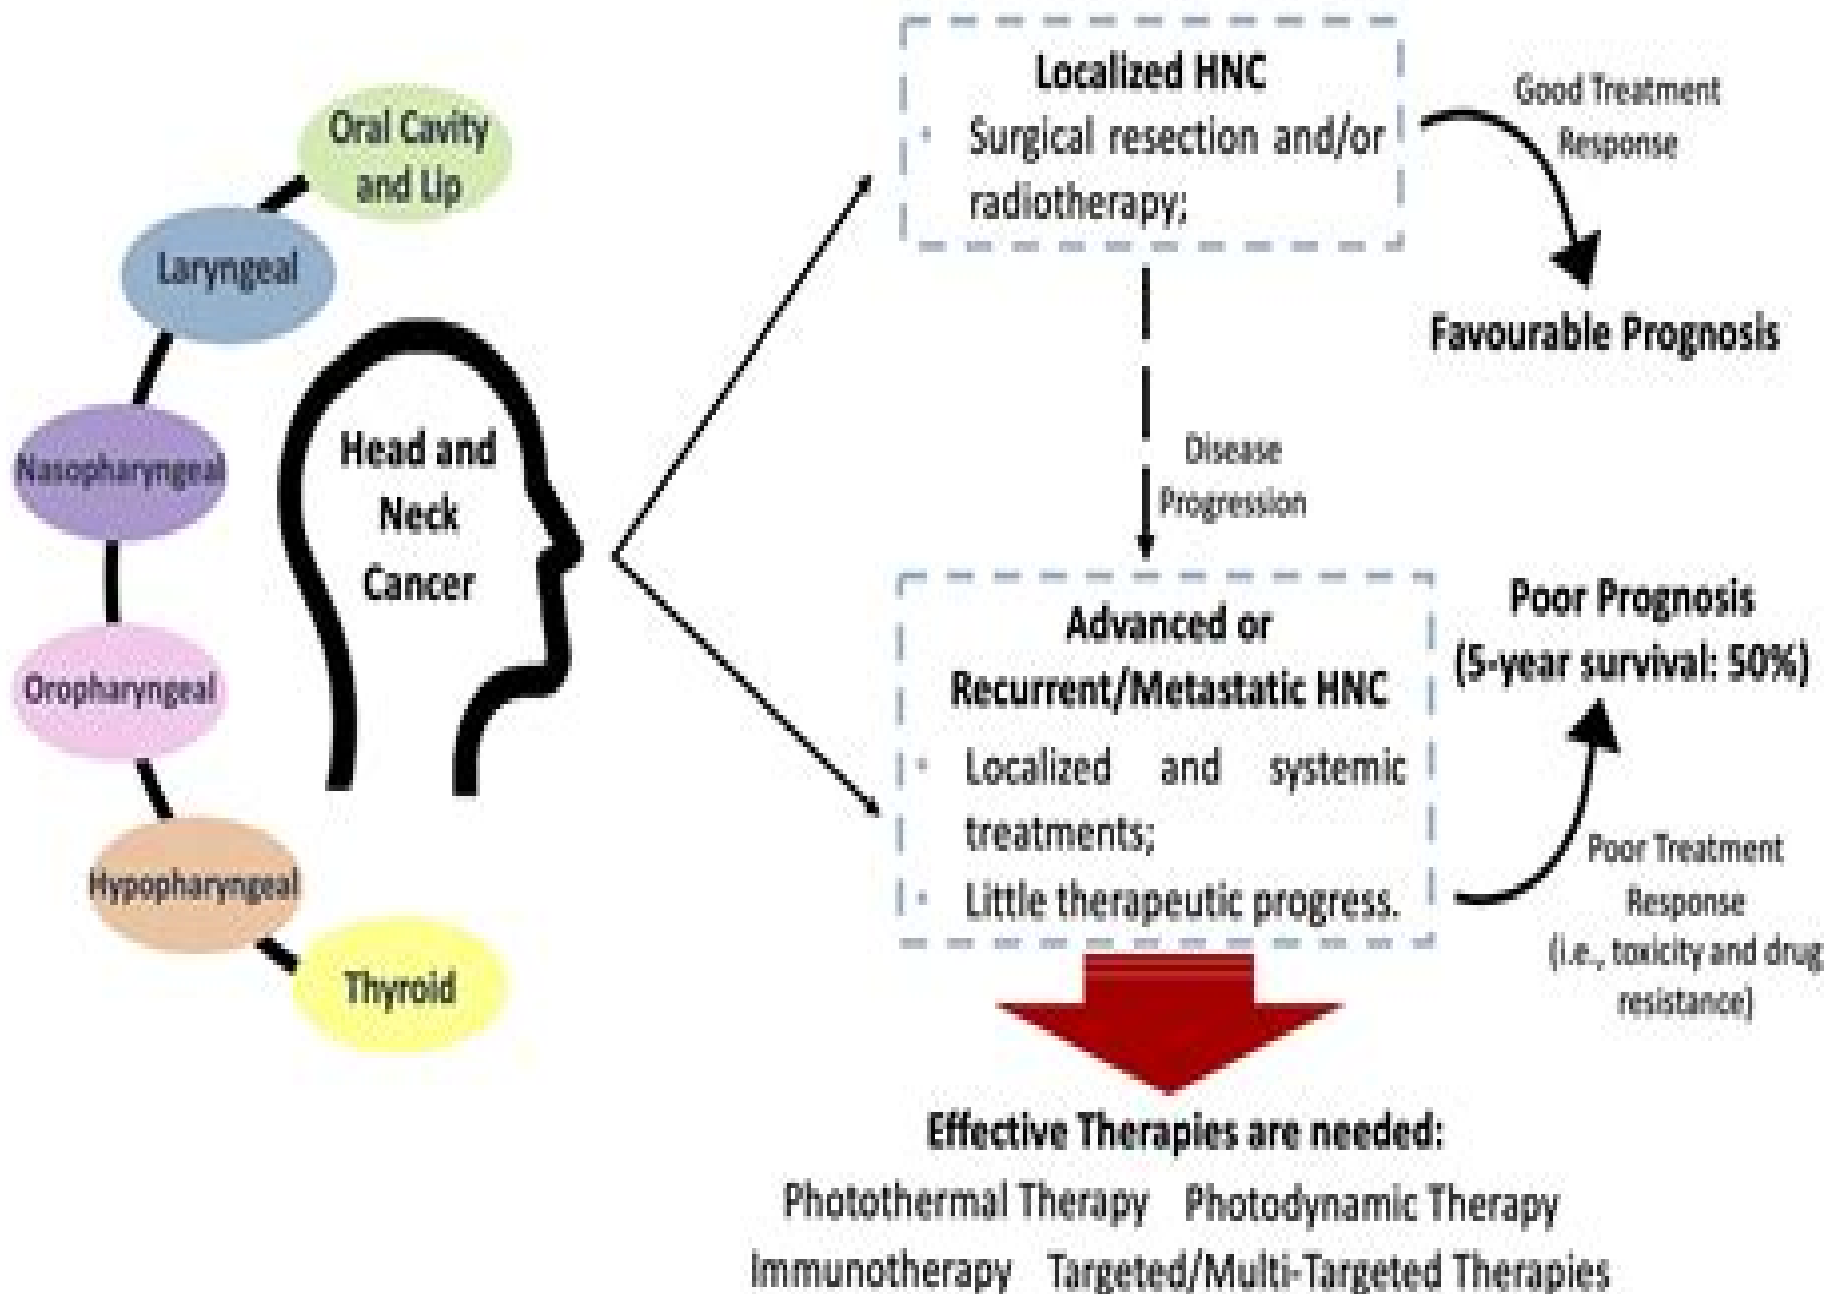 Oral Cavity
and Lip
Laryngeal
Nasopharyngeal
Oropharyngeal
Hypopharyngeal
Thyroid
Head and
Neck
Cancer
Localized HNC
Surgical resection and/or
radiotherapy;
Good Treatment
Response
Favourable Prognosis
Disease
Progression
Advanced or
Recurrent/Metastatic HNC
Localized and systemic
treatments;
Little therapeutic progress.
Poor Prognosis
(5-year survival: 50%)
Poor Treatment
Response
(i.e., toxicity and drug
resistance)
Effective Therapies are needed:
Photothermal Therapy Photodynamic Therapy
Immunotherapy Targeted/Multi-Targeted Therapies